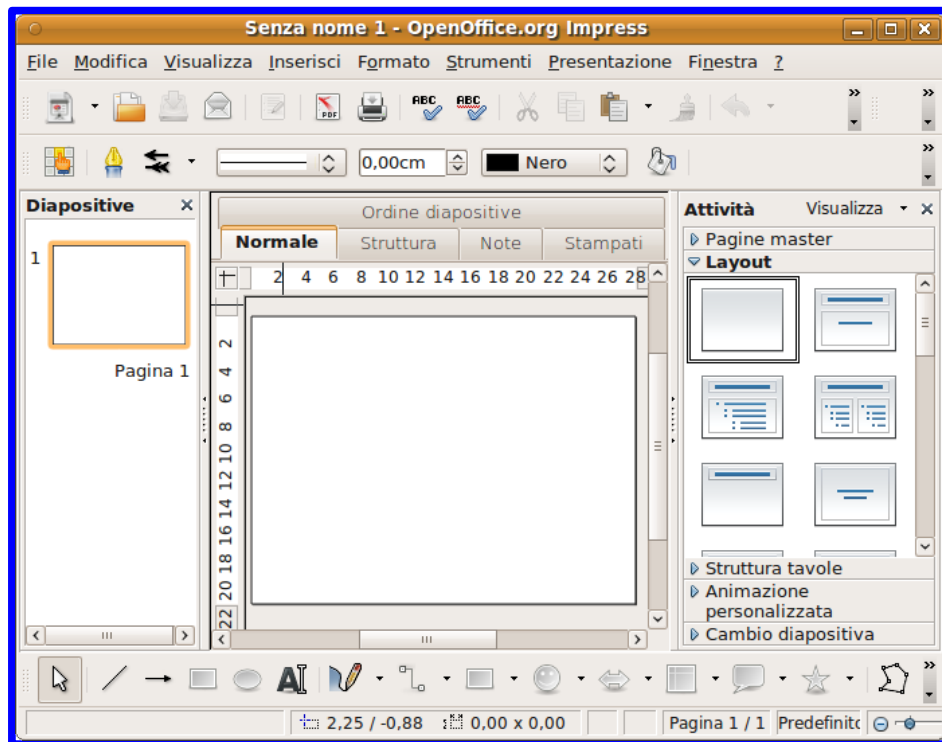 Senza nome 1 - OpenOffice.org Impress
File Modifica Visualizza Inserisci Formato Strumenti Presentazione Finestra ?
PDF ABC ABC
0,00cm Nero
Diapositive
1
Pagina 1
Ordine diapositive
Normale Struttura Note Stampati
2 4 6 8 10 12 14 16 18 20 22 24 26 28
2
4
6
8
10
12
14
16
18
20
22
Attività Visualizza
Pagine master
Layout
Struttura tavole
Animazione
personalizzata
Cambio diapositiva
A
2,25 / -0,88 0,00 x 0,00 Pagina 1 / 1 Predefinito